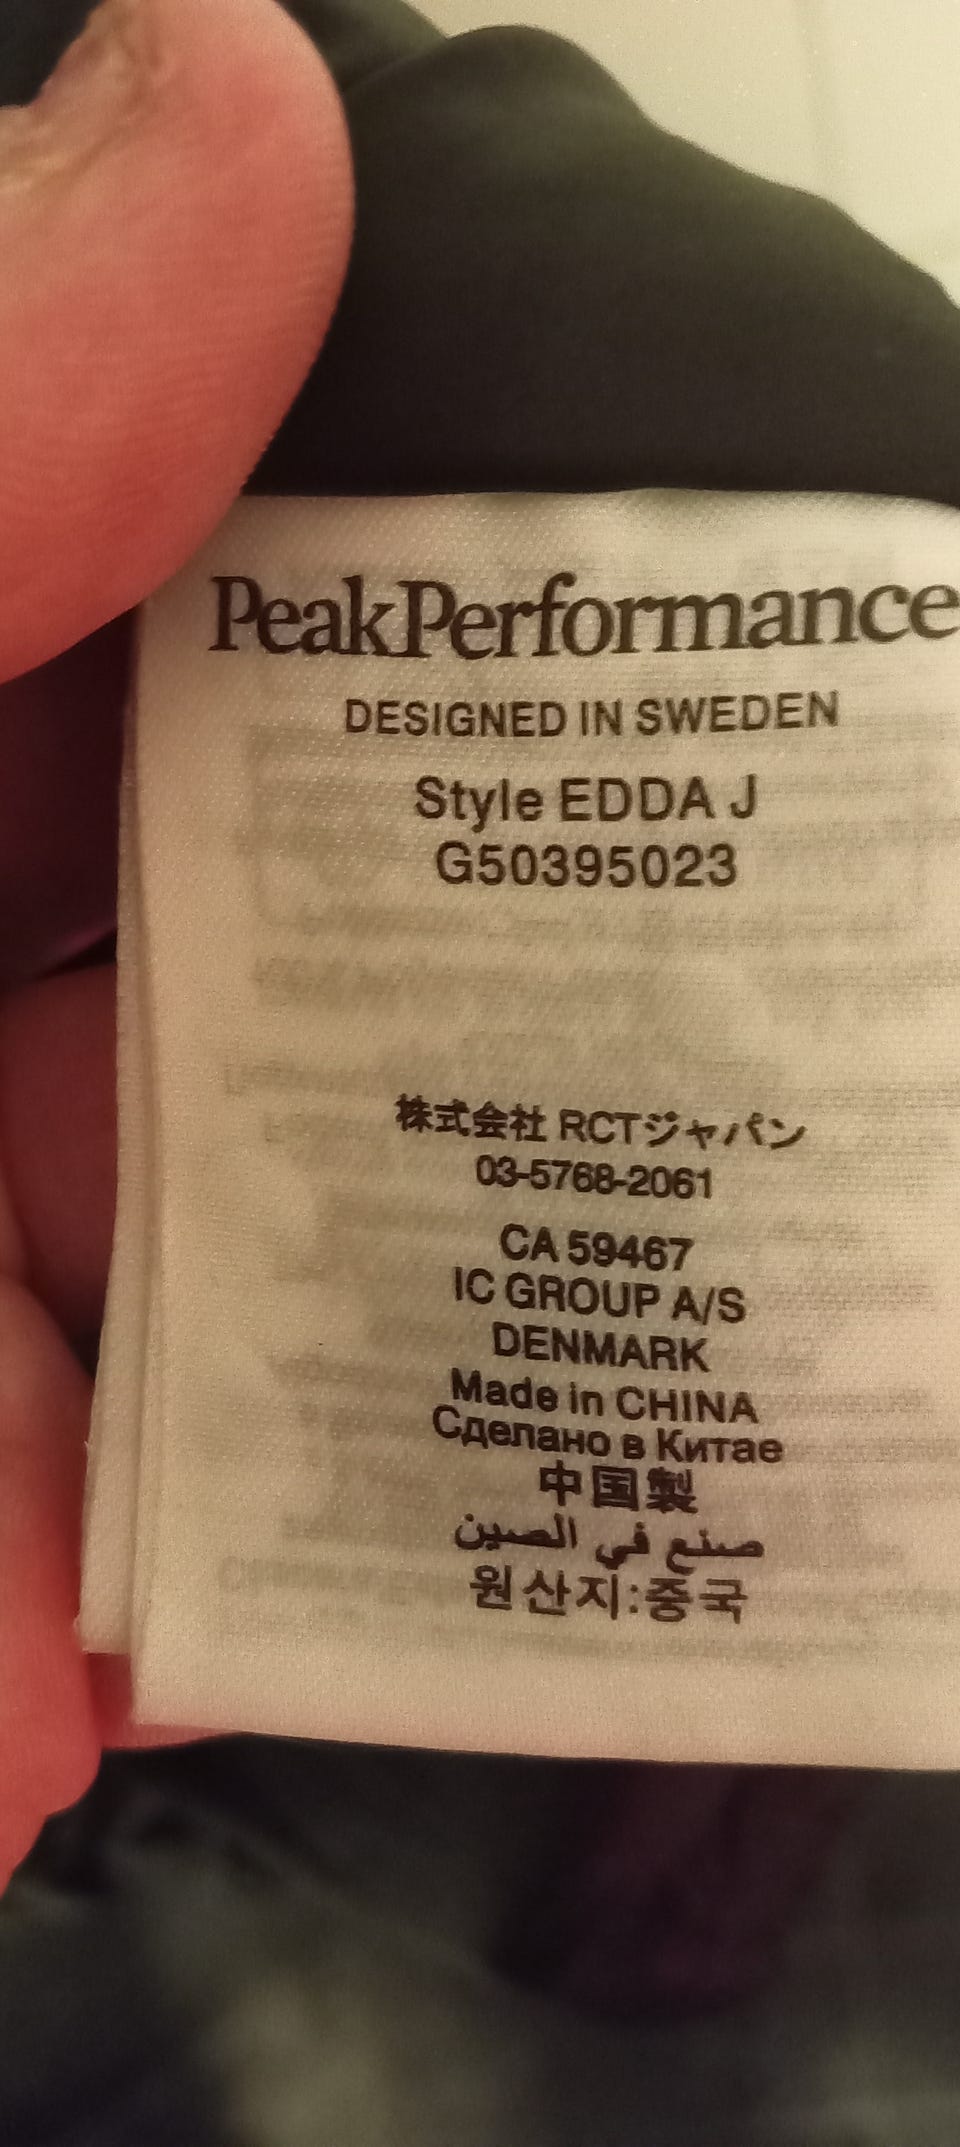 PeakPerformance
DESIGNED IN SWEDEN
Style EDDA J
G50395023
株式会社 RCTジャパン
03-5768-2061
CA 59467
IC GROUP A/S
DENMARK
Made in CHINA
Сделано в Китае
中国製
صنع في الصين
원산지:중국